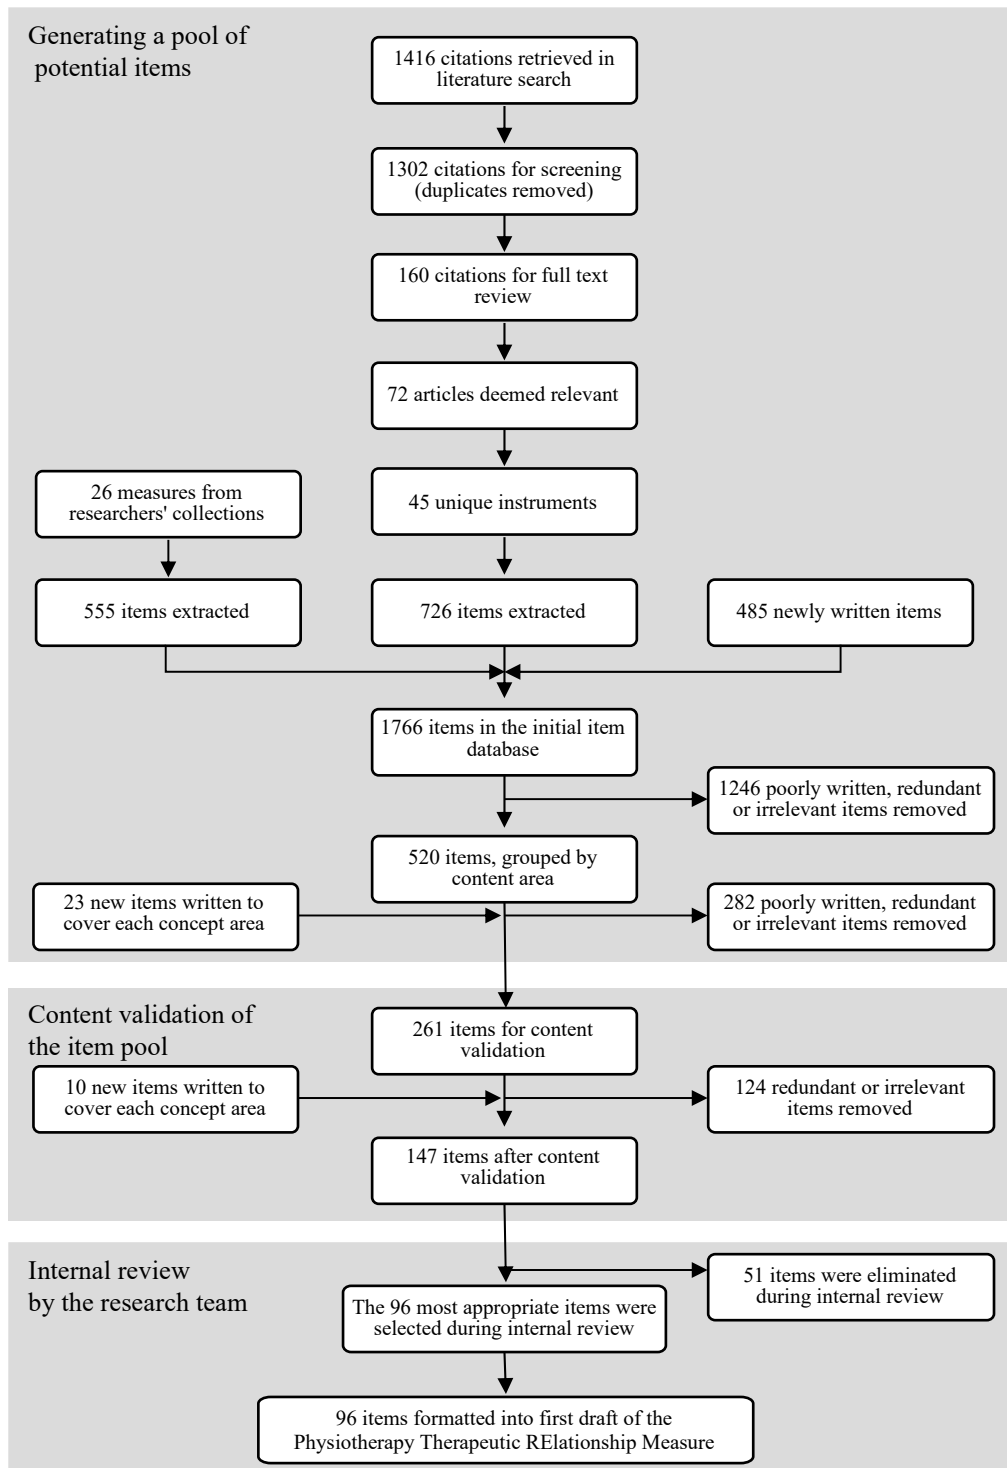 Generating a pool of
potential items
1416 citations retrieved in
literature search
1302 citations for screening
(duplicates removed)
160 citations for full text
review
72 articles deemed relevant
26 measures from
researchers' collections
45 unique instruments
555 items extracted
726 items extracted
485 newly written items
1766 items in the initial item
database
1246 poorly written, redundant
or irrelevant items removed
520 items, grouped by
content area
23 new items written to
cover each concept area
282 poorly written, redundant
or irrelevant items removed
Content validation of
the item pool
261 items for content
validation
10 new items written to
cover each concept area
124 redundant or irrelevant
items removed
147 items after content
validation
Internal review
by the research team
51 items were eliminated
during internal review
The 96 most appropriate items were
selected during internal review
96 items formatted into first draft of the
Physiotherapy Therapeutic RElationship Measure